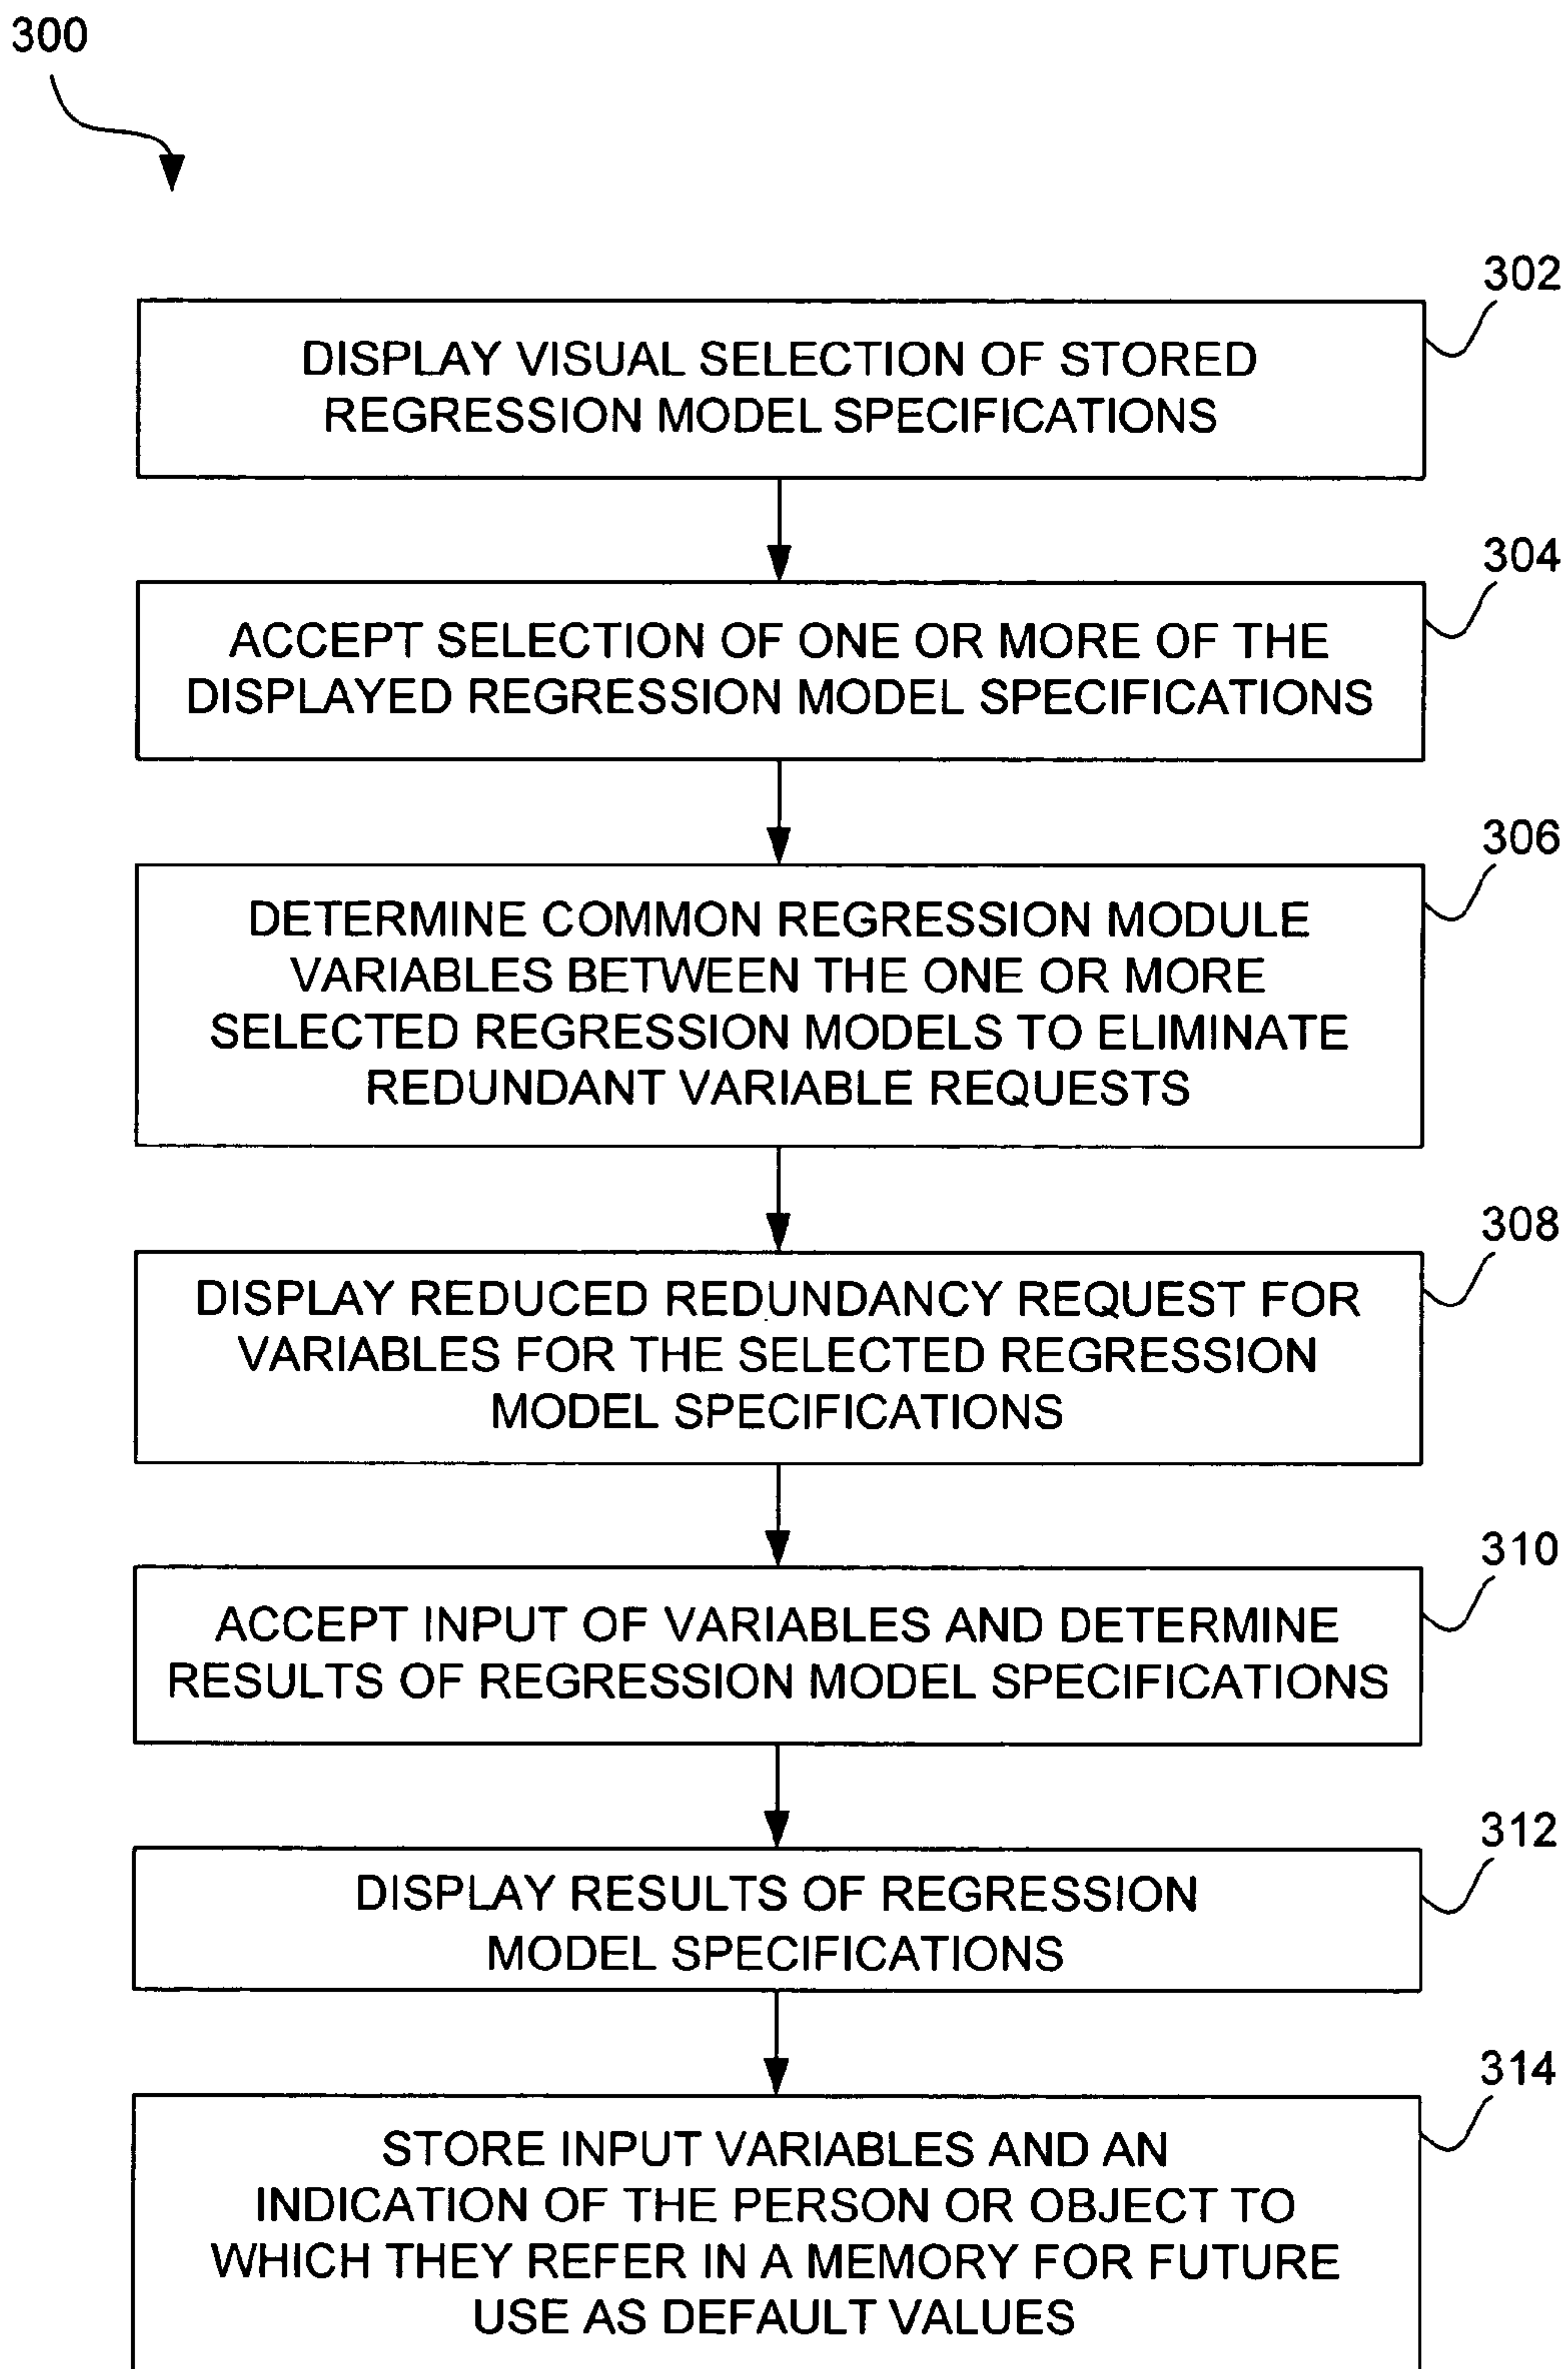 300
302
DISPLAY VISUAL SELECTION OF STORED
REGRESSION MODEL SPECIFICATIONS
304
ACCEPT SELECTION OF ONE OR MORE OF THE
DISPLAYED REGRESSION MODEL SPECIFICATIONS
306
DETERMINE COMMON REGRESSION MODULE
VARIABLES BETWEEN THE ONE OR MORE
SELECTED REGRESSION MODELS TO ELIMINATE
REDUNDANT VARIABLE REQUESTS
308
DISPLAY REDUCED REDUNDANCY REQUEST FOR
VARIABLES FOR THE SELECTED REGRESSION
MODEL SPECIFICATIONS
310
ACCEPT INPUT OF VARIABLES AND DETERMINE
RESULTS OF REGRESSION MODEL SPECIFICATIONS
312
DISPLAY RESULTS OF REGRESSION
MODEL SPECIFICATIONS
314
STORE INPUT VARIABLES AND AN
INDICATION OF THE PERSON OR OBJECT TO
WHICH THEY REFER IN A MEMORY FOR FUTURE
USE AS DEFAULT VALUES